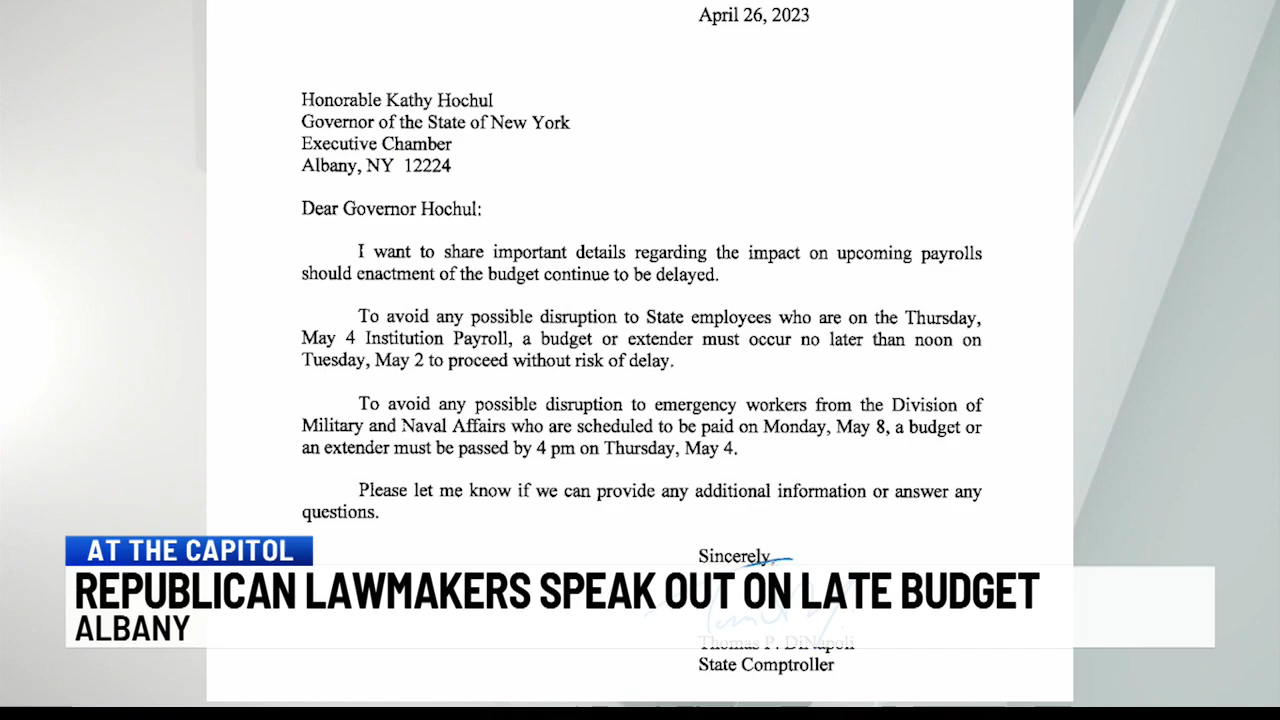 April 26, 2023
Honorable Kathy Hochul
Governor of the State of New York
Executive Chamber
Albany, NY 12224
Dear Governor Hochul:
I want to share important details regarding the impact on upcoming payrolls
should enactment of the budget continue to be delayed.
To avoid any possible disruption to State employees who are on the Thursday,
May 4 Institution Payroll, a budget or extender must occur no later than noon on
Tuesday, May 2 to proceed without risk of delay.
To avoid any possible disruption to emergency workers from the Division of
Military and Naval Affairs who are scheduled to be paid on Monday, May 8, a budget or
an extender must be passed by 4 pm on Thursday, May 4.
Please let me know if we can provide any additional information or answer any
questions.
Sincerely,
Thomas P. DiNapoli
State Comptroller
AT THE CAPITOL
REPUBLICAN LAWMAKERS SPEAK OUT ON LATE BUDGET
ALBANY